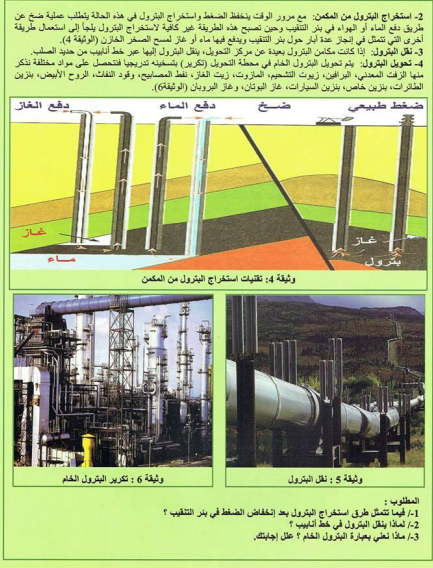 2- استخراج البترول من المكمن: مع مرور الوقت ينخفظ الضغط واستخراج البترول في هذه الحالة يتطلب عملية ضخ عن
طريق دفع الماء أو الهواء في بئر التنقيب وحين تصبح هذه الطريقة غير كافية لاستخراج البترول يلجأ إلى استعمال طريقة
أخرى التي تتمثل في إنجاز عدة آبار حول بئر التنقيب ويدفع فيها ماء أو غاز لمسح الصخر الخازن (الوثيقة 4).
3- نقل البترول: إذا كانت مكامن البترول بعيدة عن مركز التحويل، ينقل البترول إليها عبر خط أنابيب من حديد الصلب.
4- تحويل البترول: يتم تحويل البترول الخام في محطة التحويل (تكرير) بتسخينه تدريجيا فنتحصل على مواد مختلفة نذكر
منها الزفت المعدني، البرافين، زيوت التشحيم، المازوت، زيت الغاز، نفط المصابيح، وقود النفاث، الروح الأبيض، بنزين
الطائرات، بنزين خاص، بنزين السيارات، غاز البوتان، وغاز البروبان (الوثيقة6).
ضغط طبيعي
ضخ
دفع الماء
دفع الغاز
غاز
بترول
غاز
ماء
وثيقة 4: تقنيات استخراج البترول من المكمن
وثيقة 5 : نقل البترول
وثيقة 6 : تكرير البترول الخام
المطلوب :
1-/ فيما تتمثل طرق استخراج البترول بعد إنخفاض الضغط في بئر التنقيب ؟
2-/ لماذا ينقل البترول في خط أنابيب ؟
3-/ ماذا نعني بعبارة البترول الخام ؟ علل إجابتك.